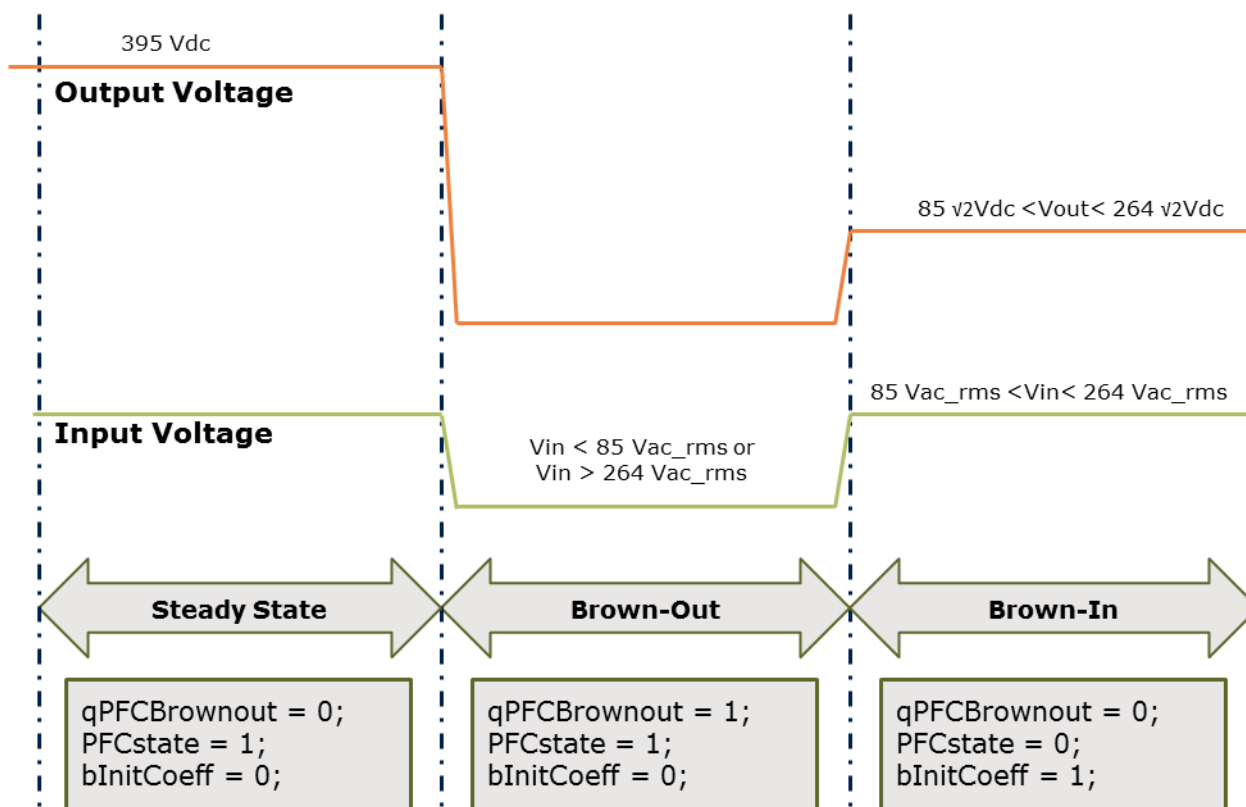 395 Vdc
Output Voltage
85 √2Vdc <Vout< 264 √2Vdc
85 Vac_rms <Vin< 264 Vac_rms
Input Voltage
Vin < 85 Vac_rms or
Vin > 264 Vac_rms
Steady State
Brown-Out
Brown-In
qPFCBrownout = 0;
PFCstate = 1;
bInitCoeff = 0;
qPFCBrownout = 1;
PFCstate = 1;
bInitCoeff = 0;
qPFCBrownout = 0;
PFCstate = 0;
bInitCoeff = 1;